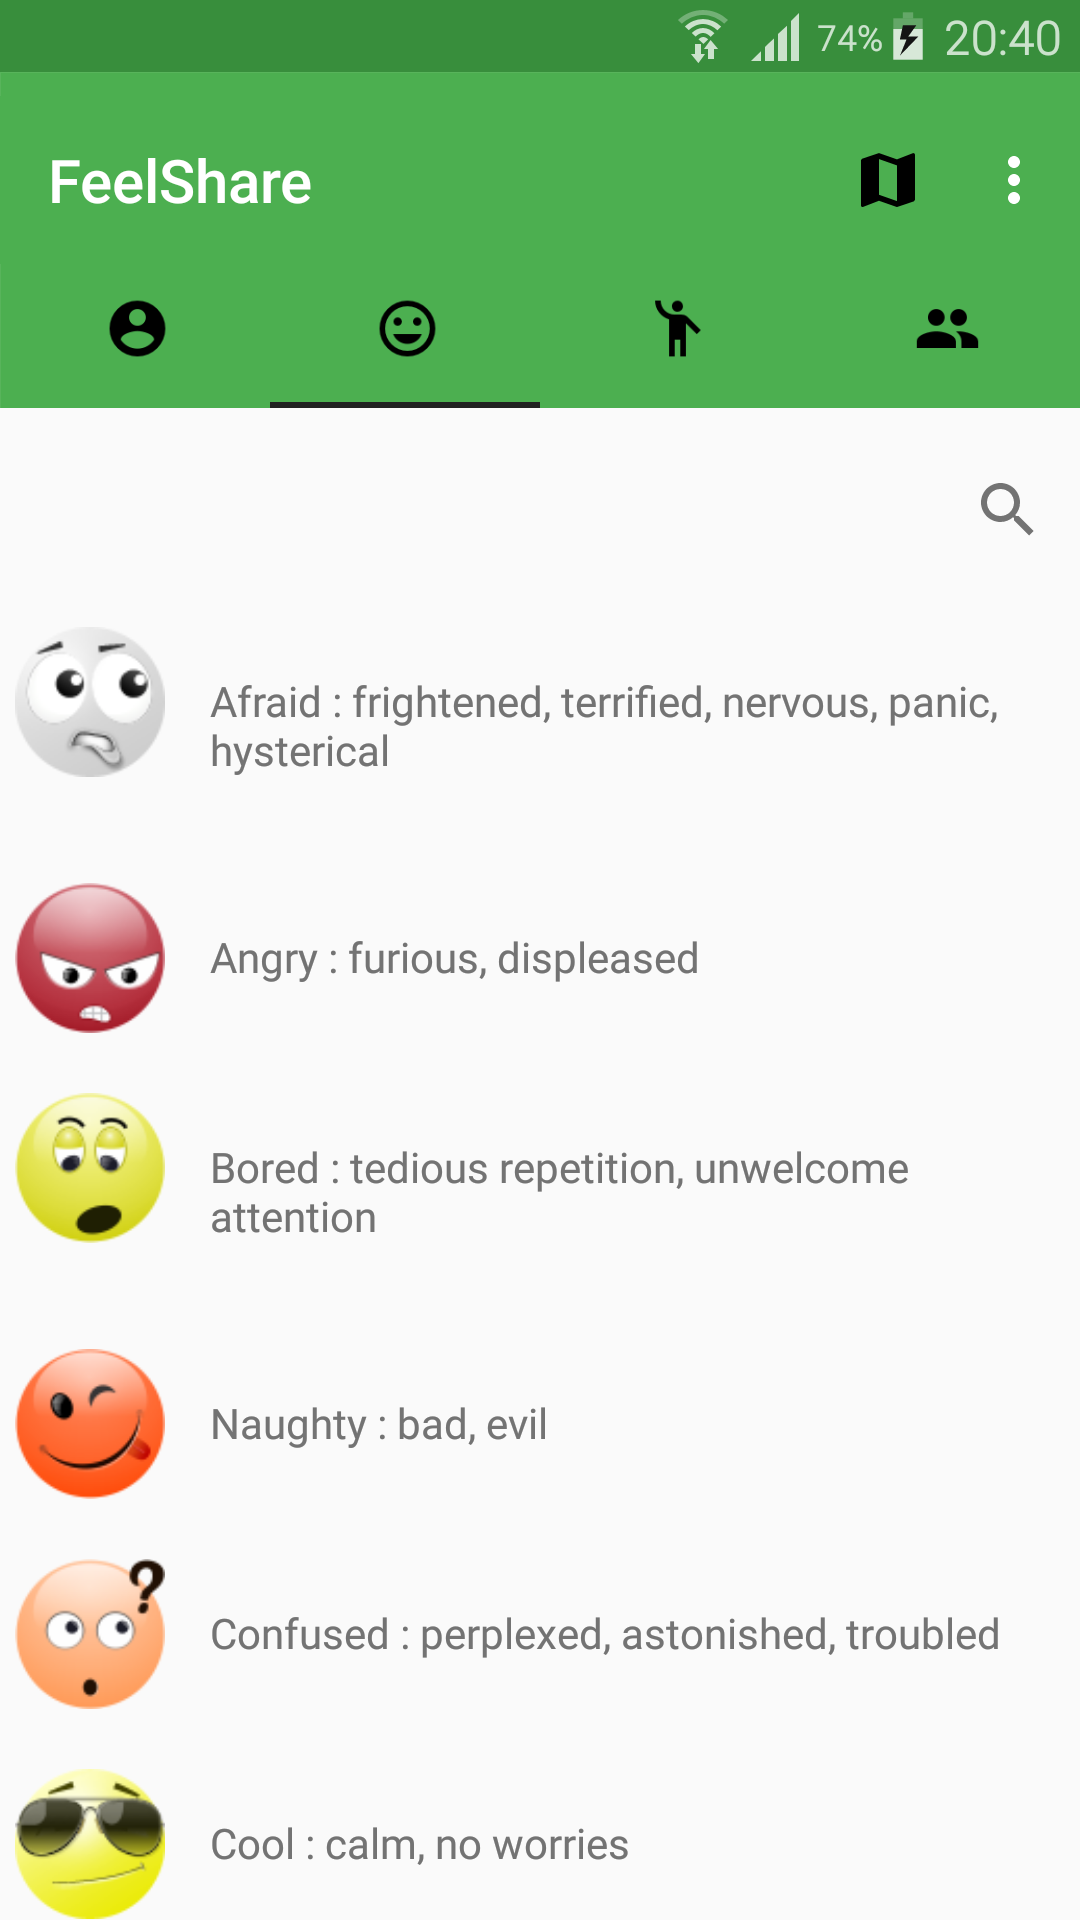 74% 20:40
FeelShare
Afraid : frightened, terrified, nervous, panic,
hysterical
Angry : furious, displeased
Bored : tedious repetition, unwelcome
attention
Naughty : bad, evil
?
Confused : perplexed, astonished, troubled
Cool : calm, no worries